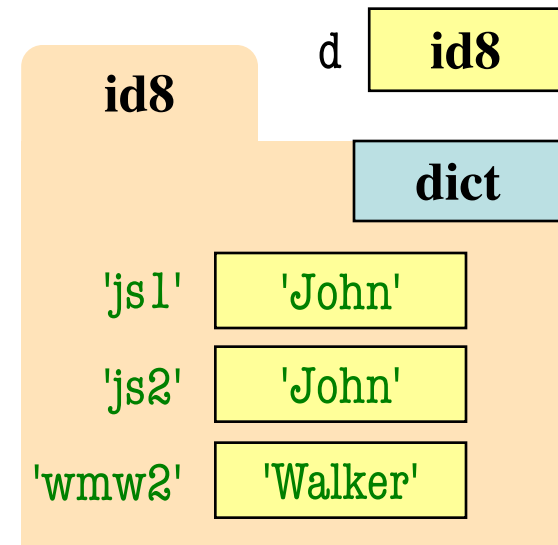 d id8
id8
dict
'js1' 'John'
'js2' 'John'
'wmw2' 'Walker'